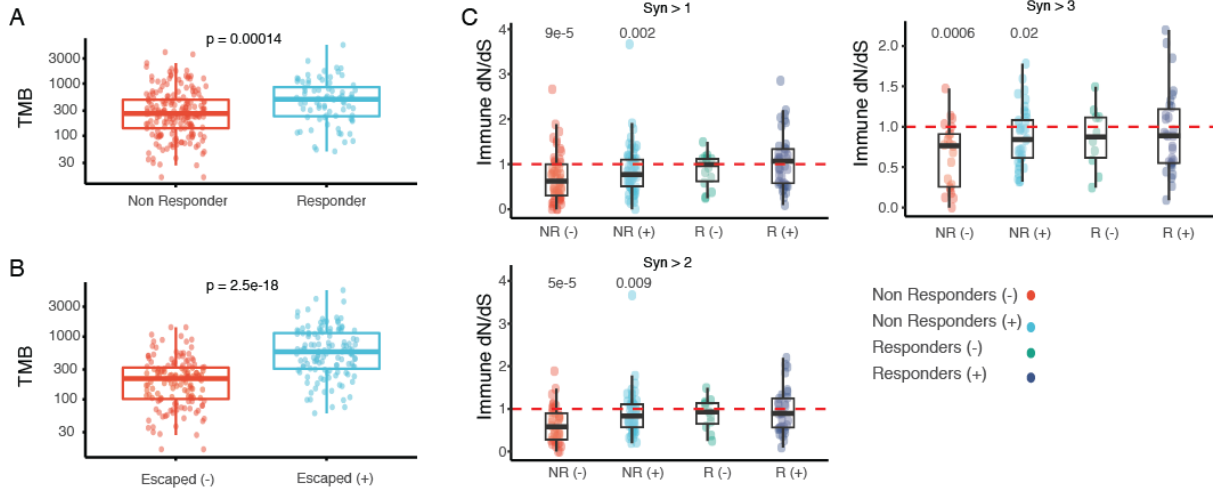 A
p = 0.00014
TMB
3000
1000
300
100
30
Non Responder Responder
B
p = 2.5e-18
TMB
3000
1000
300
100
30
Escaped (-) Escaped (+)
C
Syn > 1
9e-5 0.002
Immune dN/dS
4
3
2
1
0
NR (-) NR (+) R (-) R (+)
Syn > 3
0.0006 0.02
Immune dN/dS
2.0
1.5
1.0
0.5
0.0
NR (-) NR (+) R (-) R (+)
Syn > 2
5e-5 0.009
Immune dN/dS
4
3
2
1
0
NR (-) NR (+) R (-) R (+)
Non Responders (-)
Non Responders (+)
Responders (-)
Responders (+)